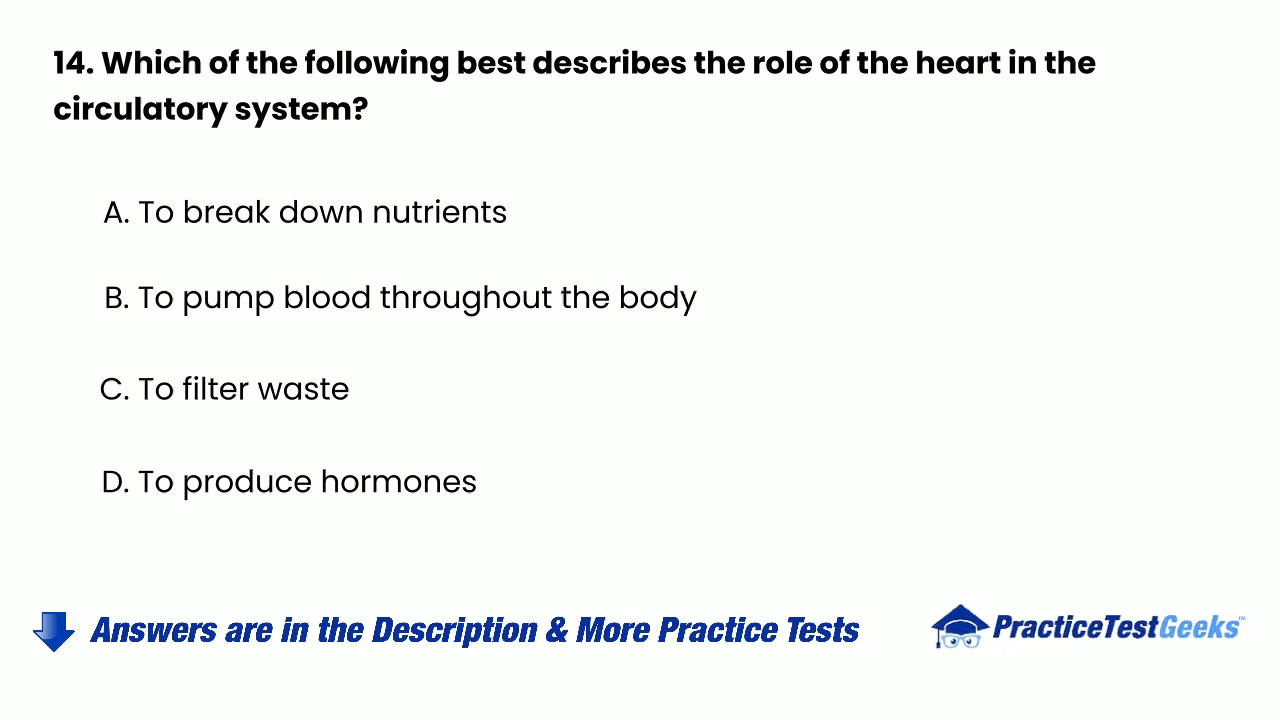 14. Which of the following best describes the role of the heart in the
circulatory system?
A. To break down nutrients
B. To pump blood throughout the body
C. To filter waste
D. To produce hormones
Answers are in the Description & More Practice Tests
PracticeTestGeeks™